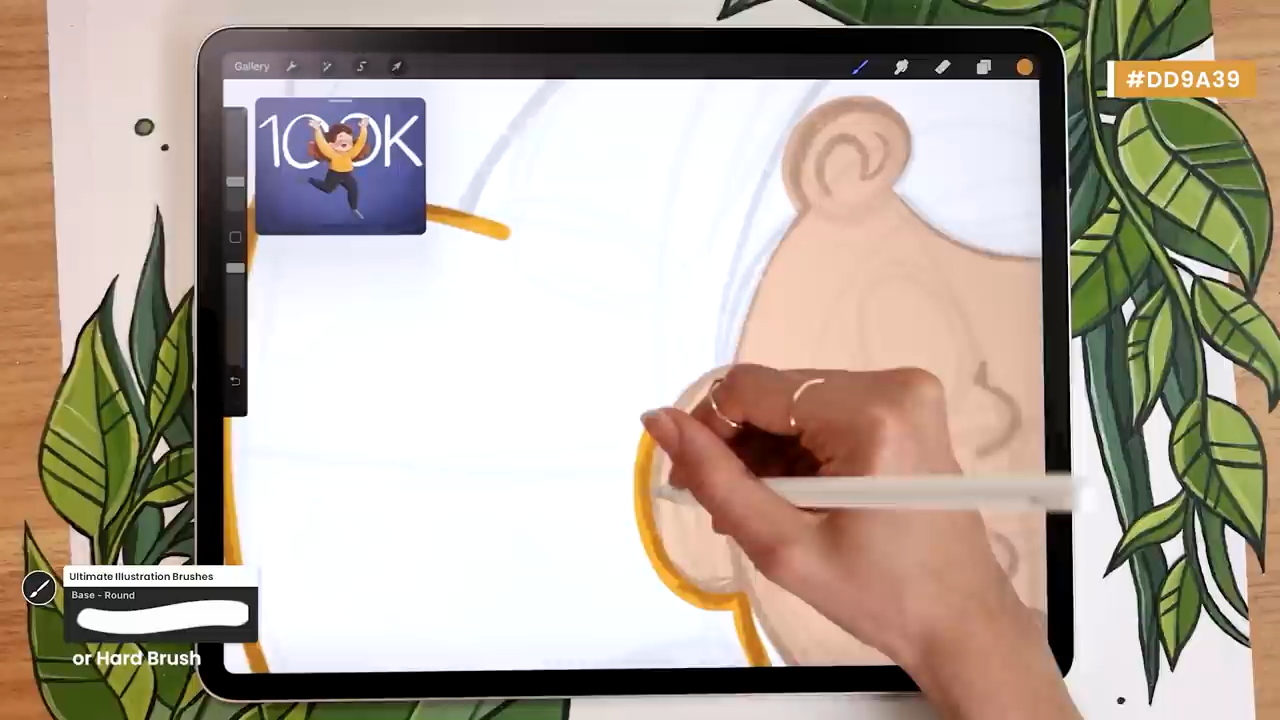 Gallery
#DD9A39
100K
Ultimate Illustration Brushes
Base - Round
or Hard Brush